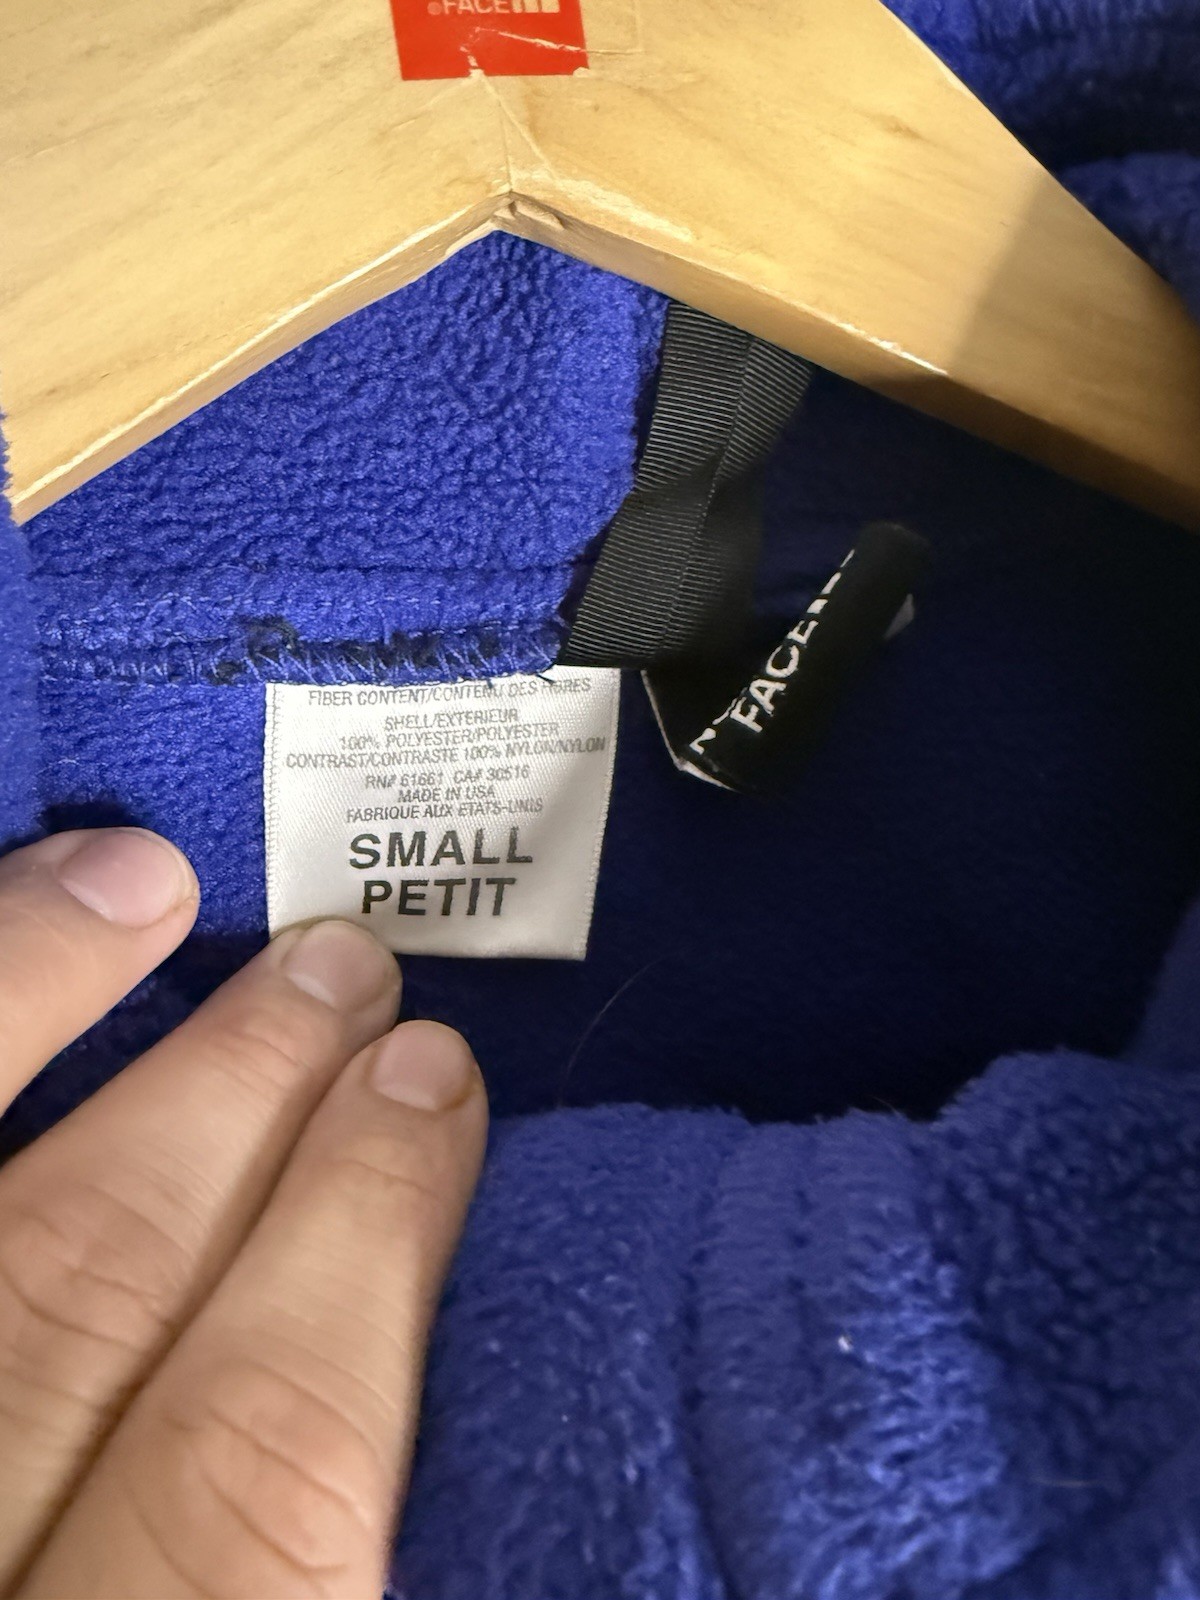 FACE
FIBER CONTENT/CONTENU DES FIBRES
SHELL/EXTERIEUR
100% POLYESTER/POLYESTER
CONTRAST/CONTRASTE 100% NYLON/NYLON
RN# 61661 CA# 30516
MADE IN USA
FABRIQUE AUX ETATS-UNIS
SMALL
PETIT
FACE